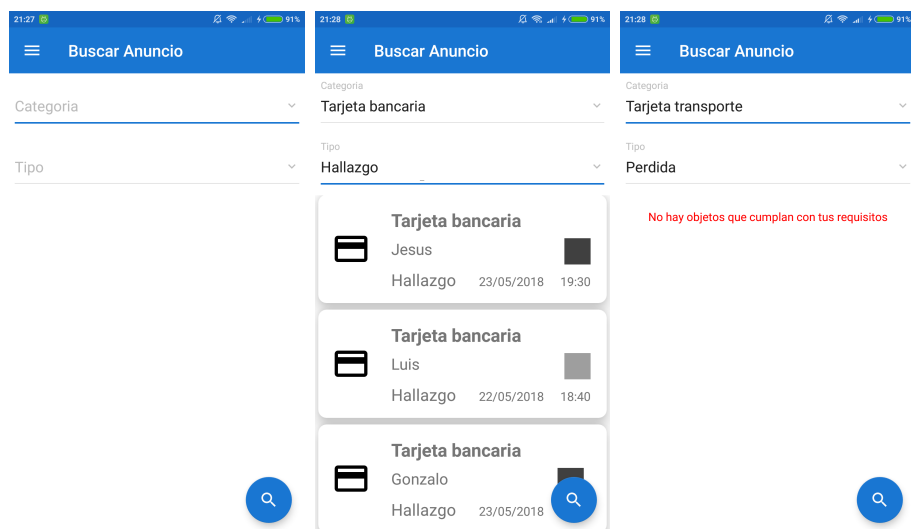 21:27
91%
Buscar Anuncio
Categoria
Tipo
21:28
91%
Buscar Anuncio
Categoria
Tarjeta bancaria
Tipo
Hallazgo
Tarjeta bancaria
Jesus
Hallazgo 23/05/2018 19:30
Tarjeta bancaria
Luis
Hallazgo 22/05/2018 18:40
Tarjeta bancaria
Gonzalo
Hallazgo 23/05/2018
21:28
91%
Buscar Anuncio
Categoria
Tarjeta transporte
Tipo
Perdida
No hay objetos que cumplan con tus requisitos